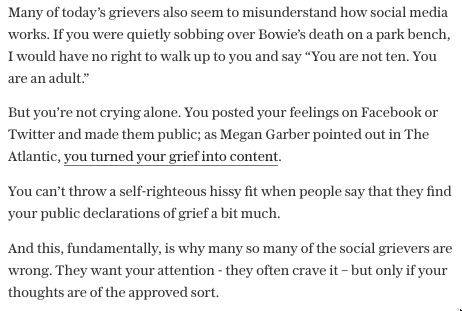 Many of today's grievers also seem to misunderstand how social media
works. If you were quietly sobbing over Bowie's death on a park bench,
I would have no right to walk up to you and say “You are not ten. You
are an adult.”
But you're not crying alone. You posted your feelings on Facebook or
Twitter and made them public; as Megan Garber pointed out in The
Atlantic, you turned your grief into content.
You can't throw a self-righteous hissy fit when people say that they find
your public declarations of grief a bit much.
And this, fundamentally, is why many so many of the social grievers are
wrong. They want your attention - they often crave it – but only if your
thoughts are of the approved sort.